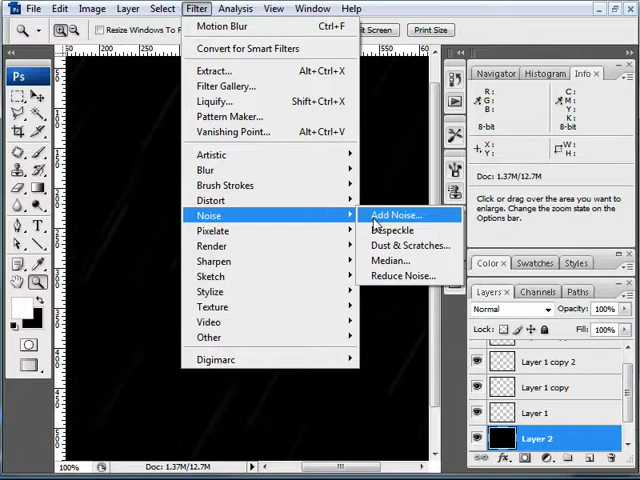 File Edit Image Layer Select Filter Analysis View Window Help
Resize Windows To F
t Screen Print Size
Motion Blur Ctrl+F
Convert for Smart Filters
Extract... Alt+Ctrl+X
Filter Gallery...
Liquify... Shift+Ctrl+X
Pattern Maker...
Vanishing Point... Alt+Ctrl+V
Artistic
Blur
Brush Strokes
Distort
Noise
Pixelate
Render
Sharpen
Sketch
Stylize
Texture
Video
Other
Digimarc
Add Noise...
Despeckle
Dust & Scratches...
Median...
Reduce Noise...
Ps
50 100 150
550 600
Navigator Histogram Info
R: C:
G: M:
B: Y:
K:
8-bit 8-bit
X: W:
Y: H:
Doc: 1.37M/12.7M
Click or drag over the area you want to
enlarge. Change the zoom state on the
Options bar.
Color Swatches Styles
Layers Channels Paths
Normal Opacity: 100%
Lock: Fill: 100%
Layer 1 copy 2
Layer 1 copy
Layer 1
Layer 2
100% Doc: 1.37M/12.7M